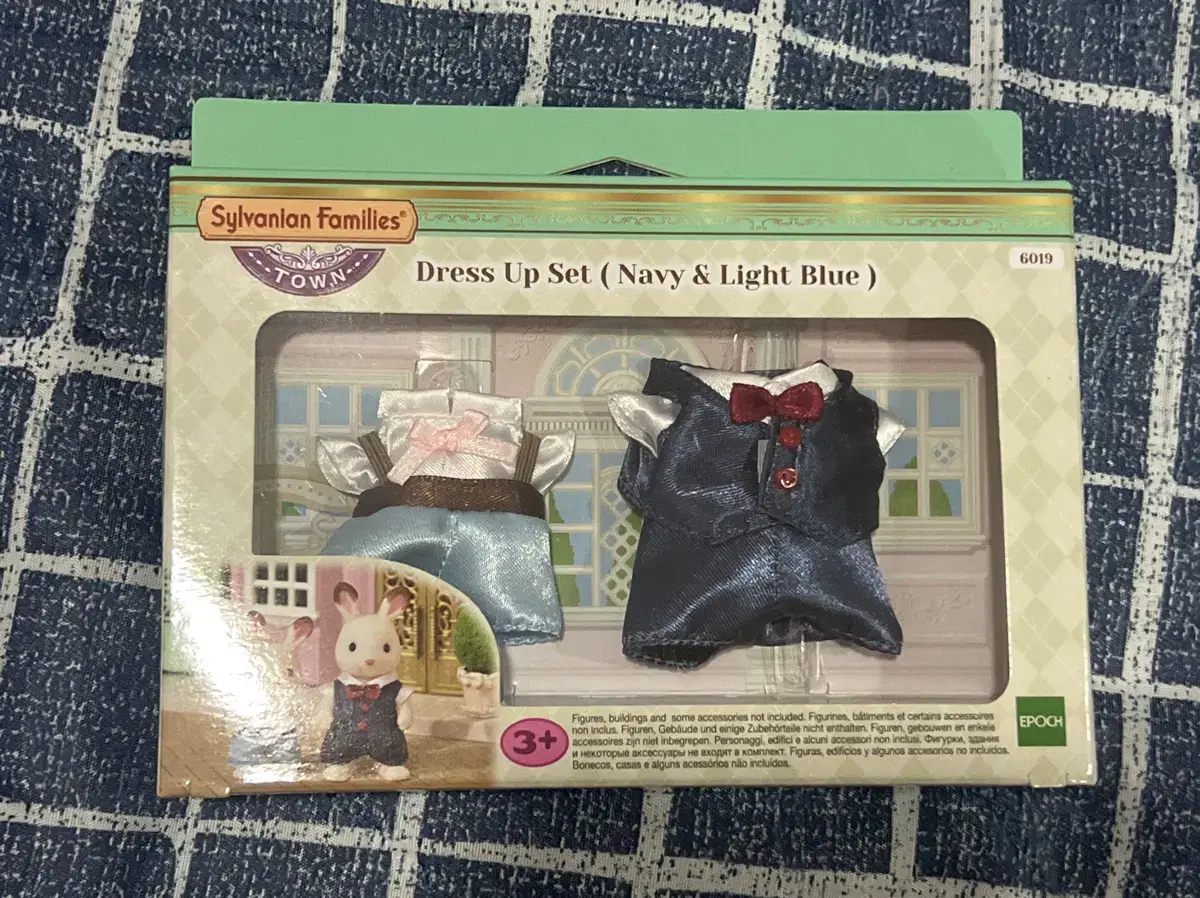 Sylvanian Families®
TOWN
Dress Up Set ( Navy & Light Blue )
6019
3+
Figures, buildings and some accessories not included. Figurines, bâtiments et certains accessoires
non inclus. Figuren, Gebäude und einige Zubehörteile nicht enthalten. Figuren, gebouwen en enkele
accessoires zijn niet inbegrepen. Personaggi, edifici e alcuni accessori non inclusi. Фигурки, здания
и некоторые аксессуары не входят в комплект. Figuras, edificios y algunos accesorios no incluidos.
Bonecos, casas e alguns acessórios não incluídos.
EPOCH